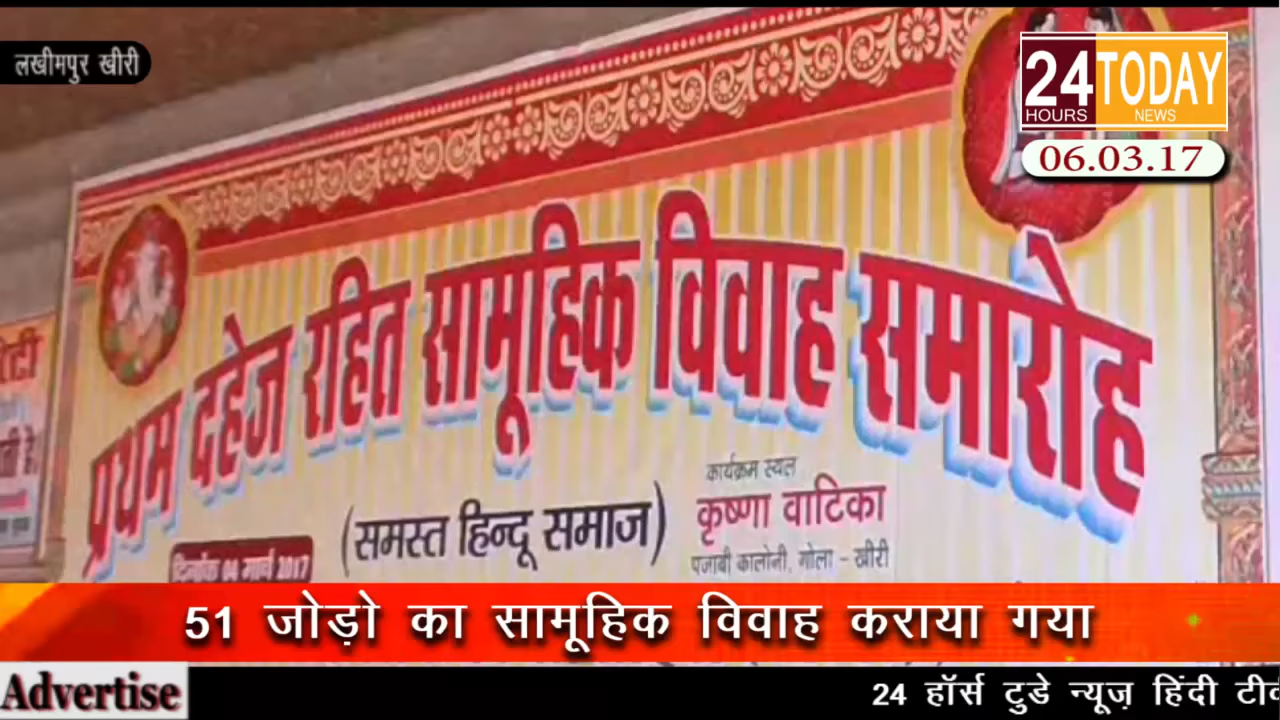 लखीमपुर खीरी
24 TODAY
HOURS NEWS
06.03.17
प्रथम दहेज रहित सामूहिक विवाह समारोह
(समस्त हिन्दू समाज)
कार्यक्रम स्थल
कृष्णा वाटिका
पंजाबी कालोनी, गोला - खीरी
दिनांक 04 मार्च 2017
51 जोड़ो का सामूहिक विवाह कराया गया
Advertise
24 हॉर्स टुडे न्यूज़ हिंदी